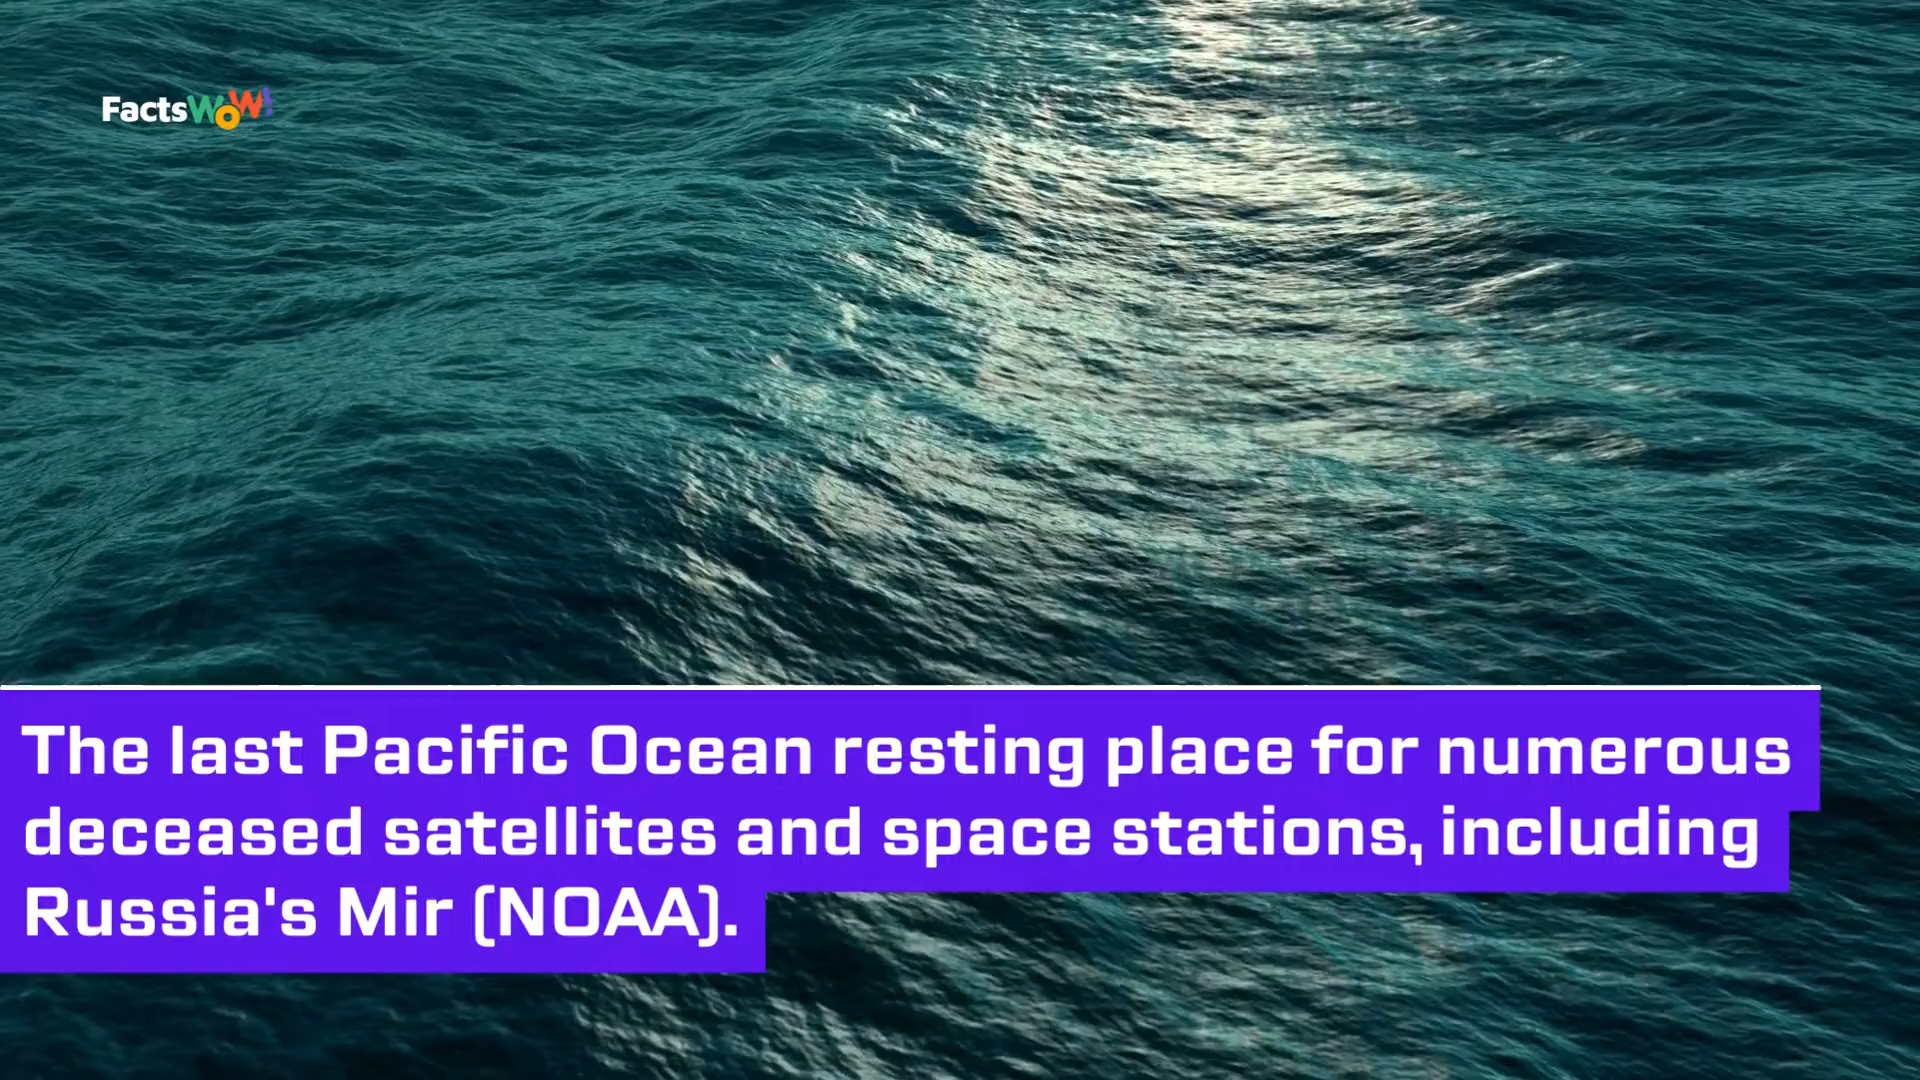 FactsWOW!
The last Pacific Ocean resting place for numerous
deceased satellites and space stations, including
Russia's Mir (NOAA).